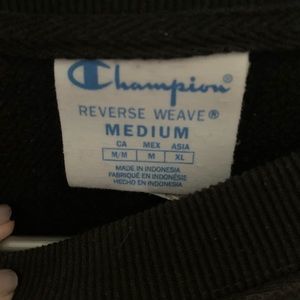 Champion®
REVERSE WEAVE®
MEDIUM
CA MEX ASIA
M/M M XL
MADE IN INDONESIA
FABRIQUÉ EN INDONÉSIE
HECHO EN INDONESIA